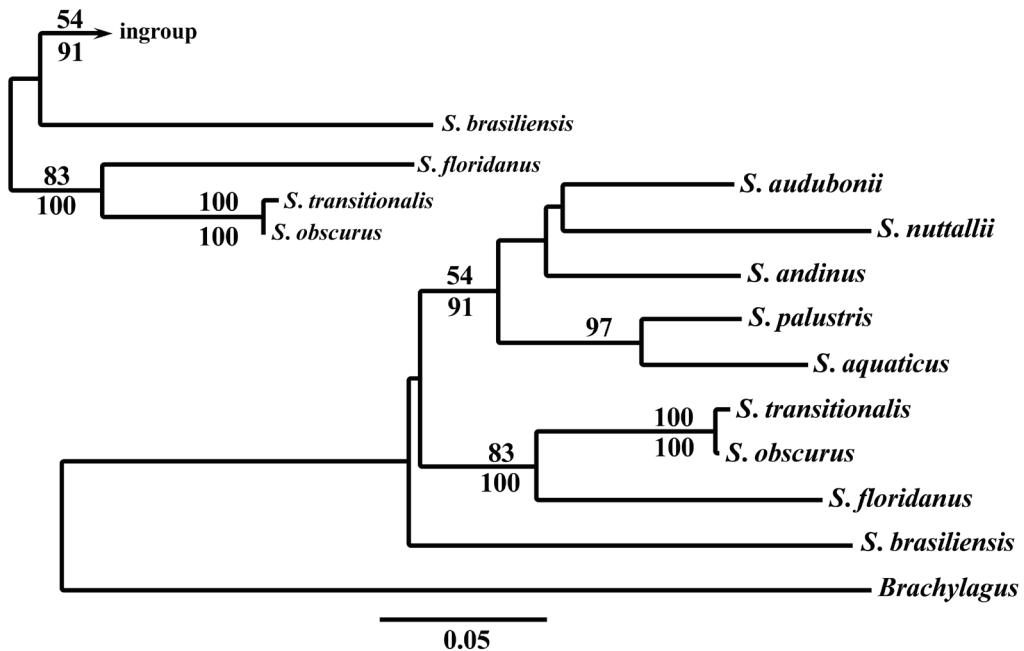 54
ingroup
91
S. brasiliensis
S. floridanus
83
100
100
S. transitionalis
100
S. obscurus
S. audubonii
S. nuttallii
54
91
S. andinus
97
S. palustris
S. aquaticus
100
S. transitionalis
100
S. obscurus
83
100
S. floridanus
S. brasiliensis
Brachylagus
0.05